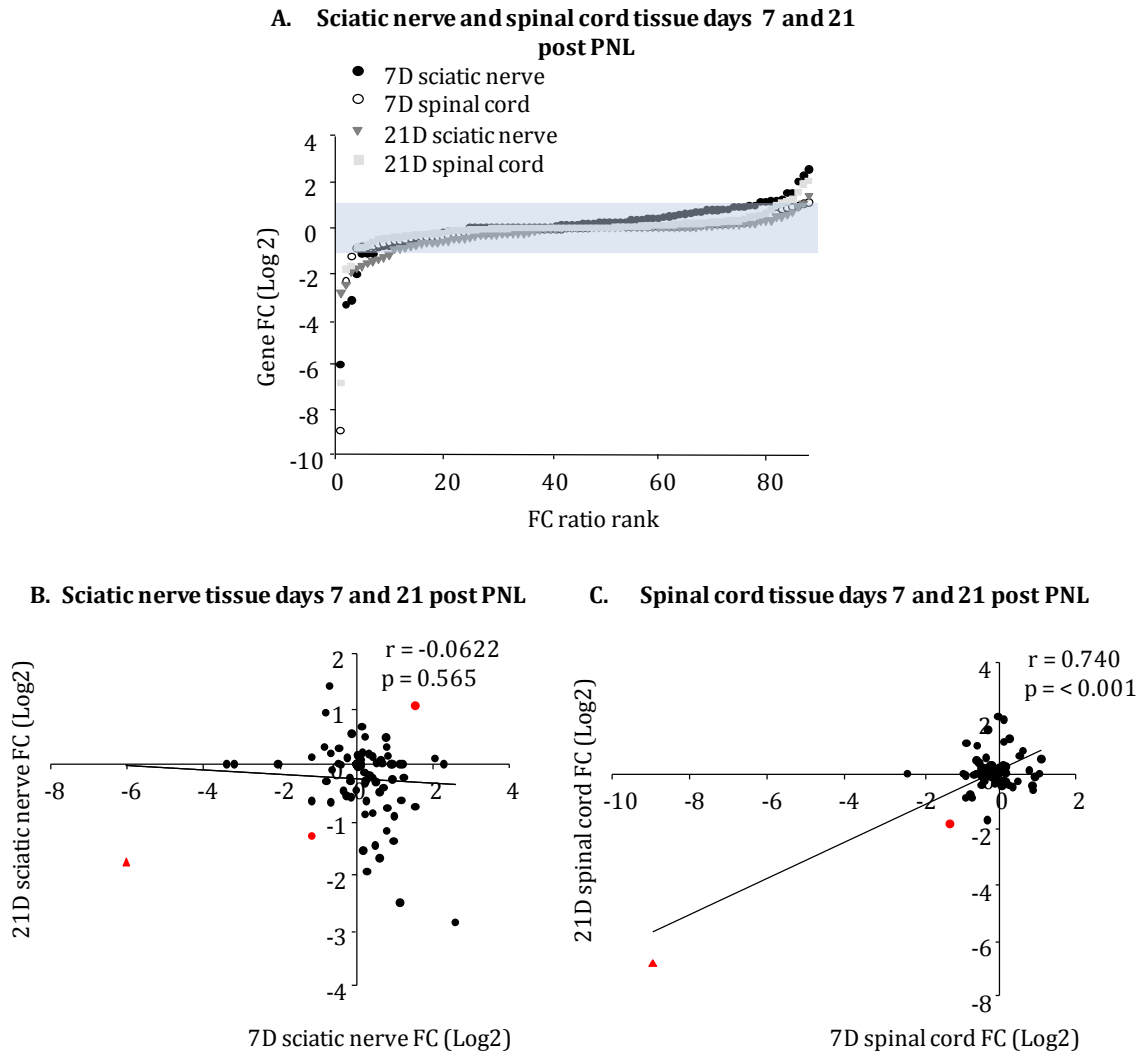 A. Sciatic nerve and spinal cord tissue days 7 and 21
post PNL
7D sciatic nerve
7D spinal cord
21D sciatic nerve
21D spinal cord
Gene FC (Log 2)
4
2
0
-2
-4
-6
-8
-10
0
20
40
60
80
FC ratio rank
B. Sciatic nerve tissue days 7 and 21 post PNL
r = -0.0622
p = 0.565
21D sciatic nerve FC (Log2)
2
1
0
-1
-2
-3
-4
-8
-6
-4
-2
0
2
4
7D sciatic nerve FC (Log2)
C. Spinal cord tissue days 7 and 21 post PNL
r = 0.740
p = < 0.001
21D spinal cord FC (Log2)
4
2
0
-2
-4
-6
-8
-10
-8
-6
-4
-2
0
2
7D spinal cord FC (Log2)